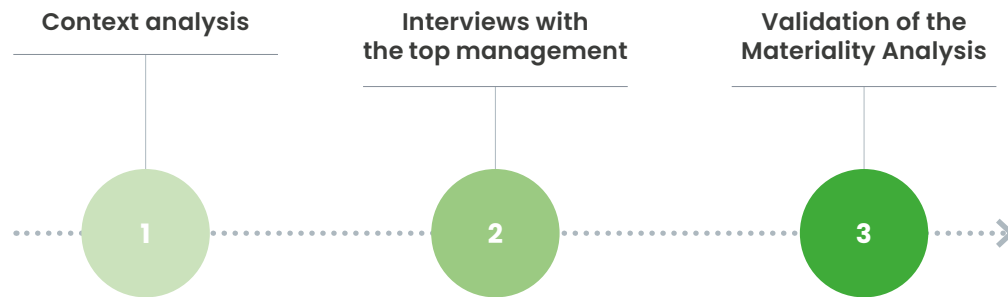 Context analysis
Interviews with
the top management
Validation of the
Materiality Analysis
1
2
3